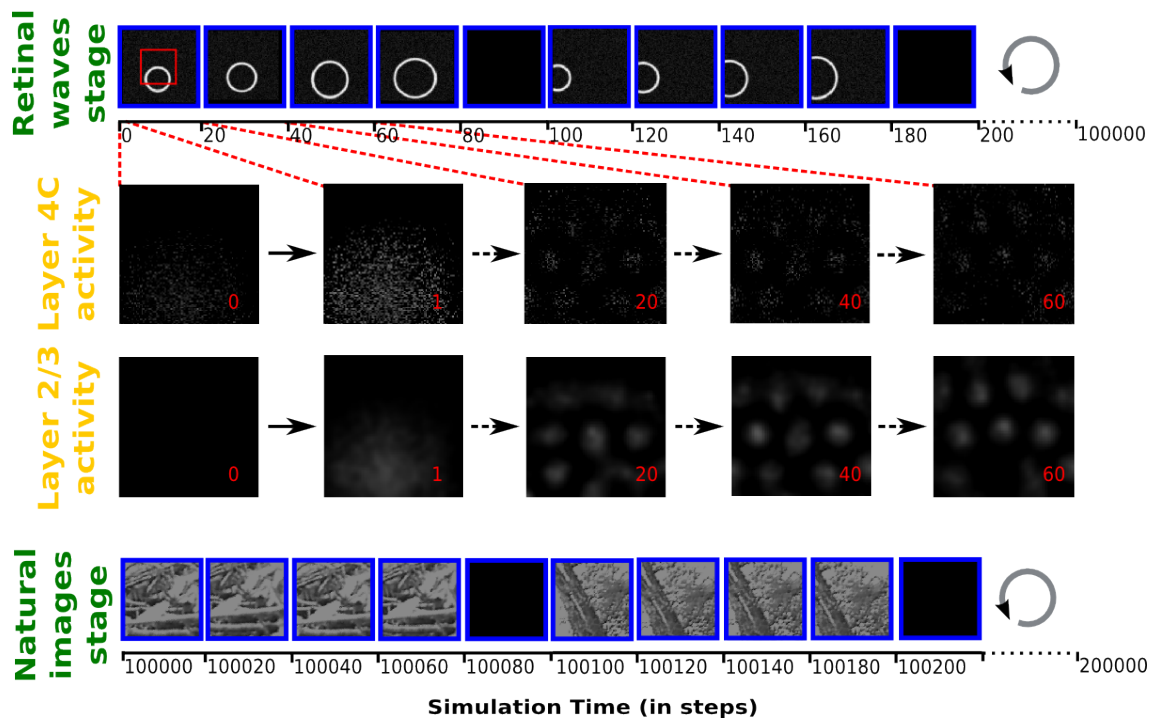 Retinal
waves
stage
0 20 40 60 80 100 120 140 160 180 200 100000
Layer 4C
activity
0 1 20 40 60
Layer 2/3
activity
0 1 20 40 60
Natural
images
stage
100000 100020 100040 100060 100080 100100 100120 100140 100180 100200 200000
Simulation Time (in steps)